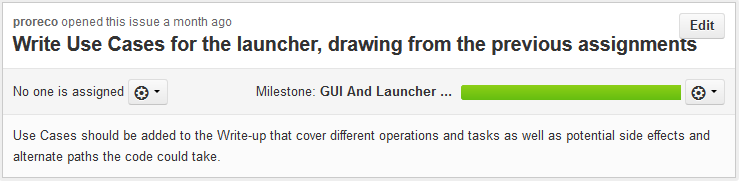 proreco opened this issue a month ago
Edit
Write Use Cases for the launcher, drawing from the previous assignments
No one is assigned
Milestone: GUI And Launcher ...
Use Cases should be added to the Write-up that cover different operations and tasks as well as potential side effects and
alternate paths the code could take.